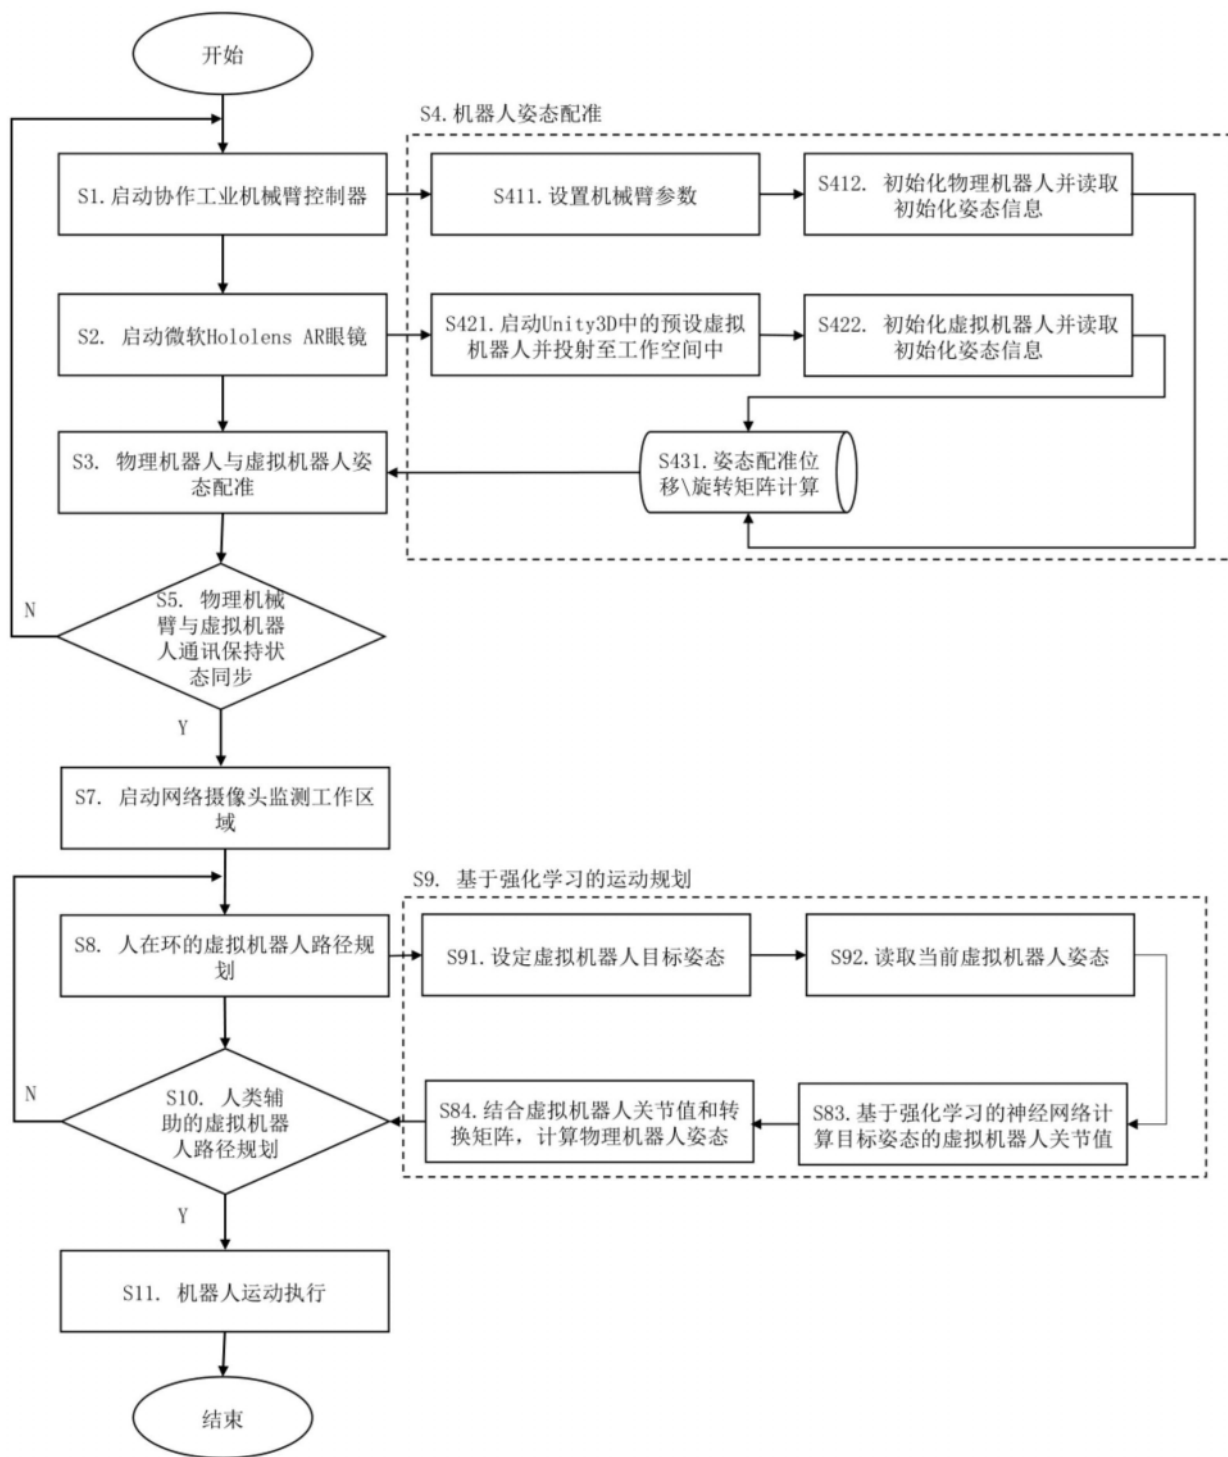 开始
S4.机器人姿态配准
S1.启动协作工业机械臂控制器
S411.设置机械臂参数
S412. 初始化物理机器人并读取
初始化姿态信息
S2. 启动微软Hololens AR眼镜
S421.启动Unity3D中的预设虚拟
机器人并投射至工作空间中
S422. 初始化虚拟机器人并读取
初始化姿态信息
S3. 物理机器人与虚拟机器人姿
态配准
S431.姿态配准位
移\旋转矩阵计算
N
S5. 物理机械
臂与虚拟机器
人通讯保持状
态同步
Y
S7. 启动网络摄像头监测工作区
域
S9. 基于强化学习的运动规划
S8. 人在环的虚拟机器人路径规
划
S91.设定虚拟机器人目标姿态
S92.读取当前虚拟机器人姿态
N
S10. 人类辅
助的虚拟机器
人路径规划
S84.结合虚拟机器人关节值和转
换矩阵，计算物理机器人姿态
S83.基于强化学习的神经网络计
算目标姿态的虚拟机器人关节值
Y
S11. 机器人运动执行
结束